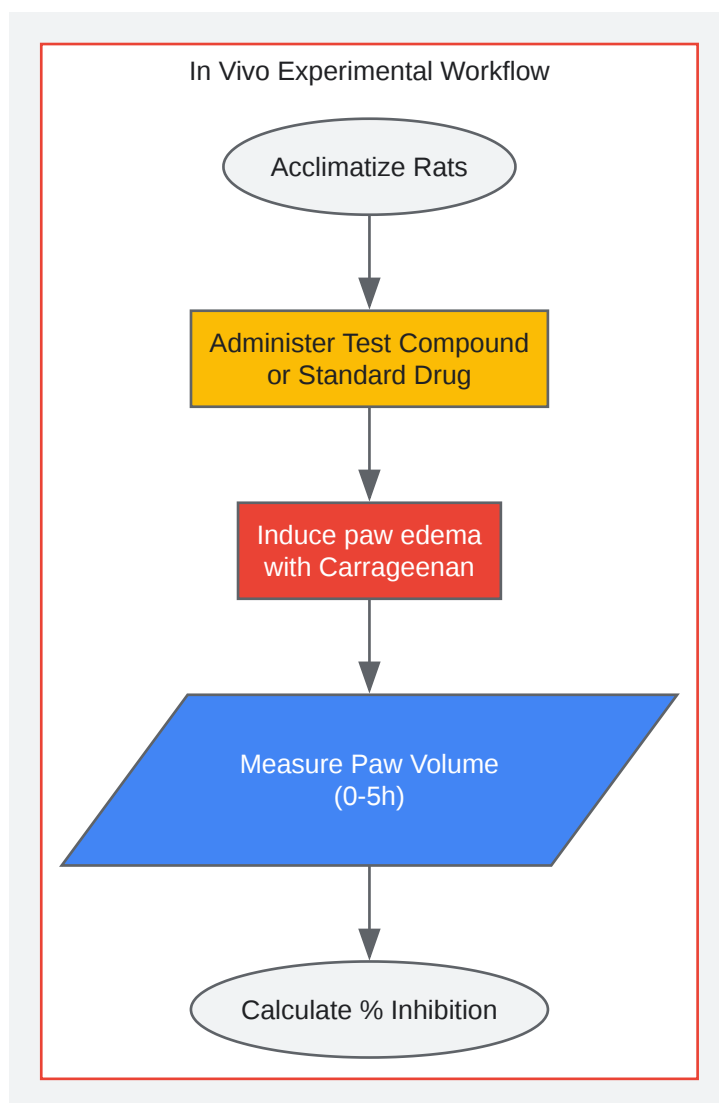 In Vivo Experimental Workflow
Acclimatize Rats
Administer Test Compound
or Standard Drug
Induce paw edema
with Carrageenan
Measure Paw Volume
(0-5h)
Calculate % Inhibition